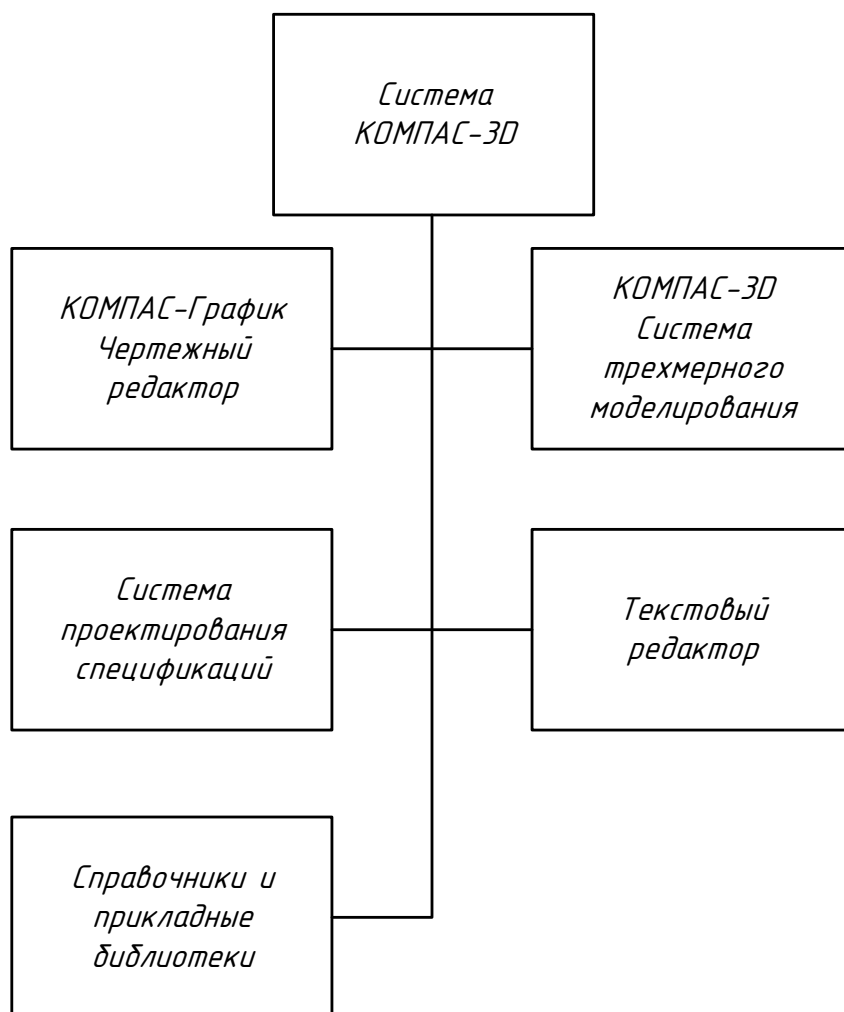 Система
КОМПАС-3D
КОМПАС-График
Чертежный
редактор
КОМПАС-3D
Система
трехмерного
моделирования
Система
проектирования
спецификаций
Текстовый
редактор
Справочники и
прикладные
библиотеки